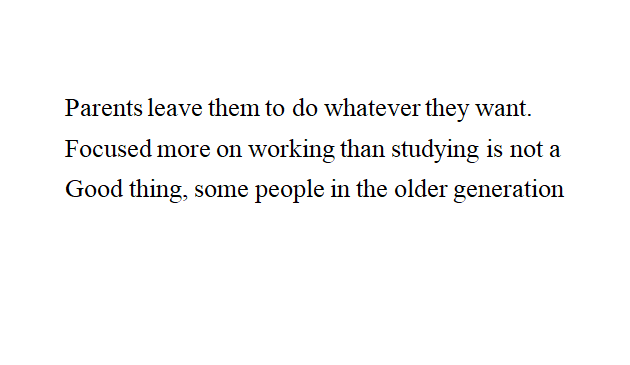 Parents leave them to do whatever they want.
Focused more on working than studying is not a
Good thing, some people in the older generation